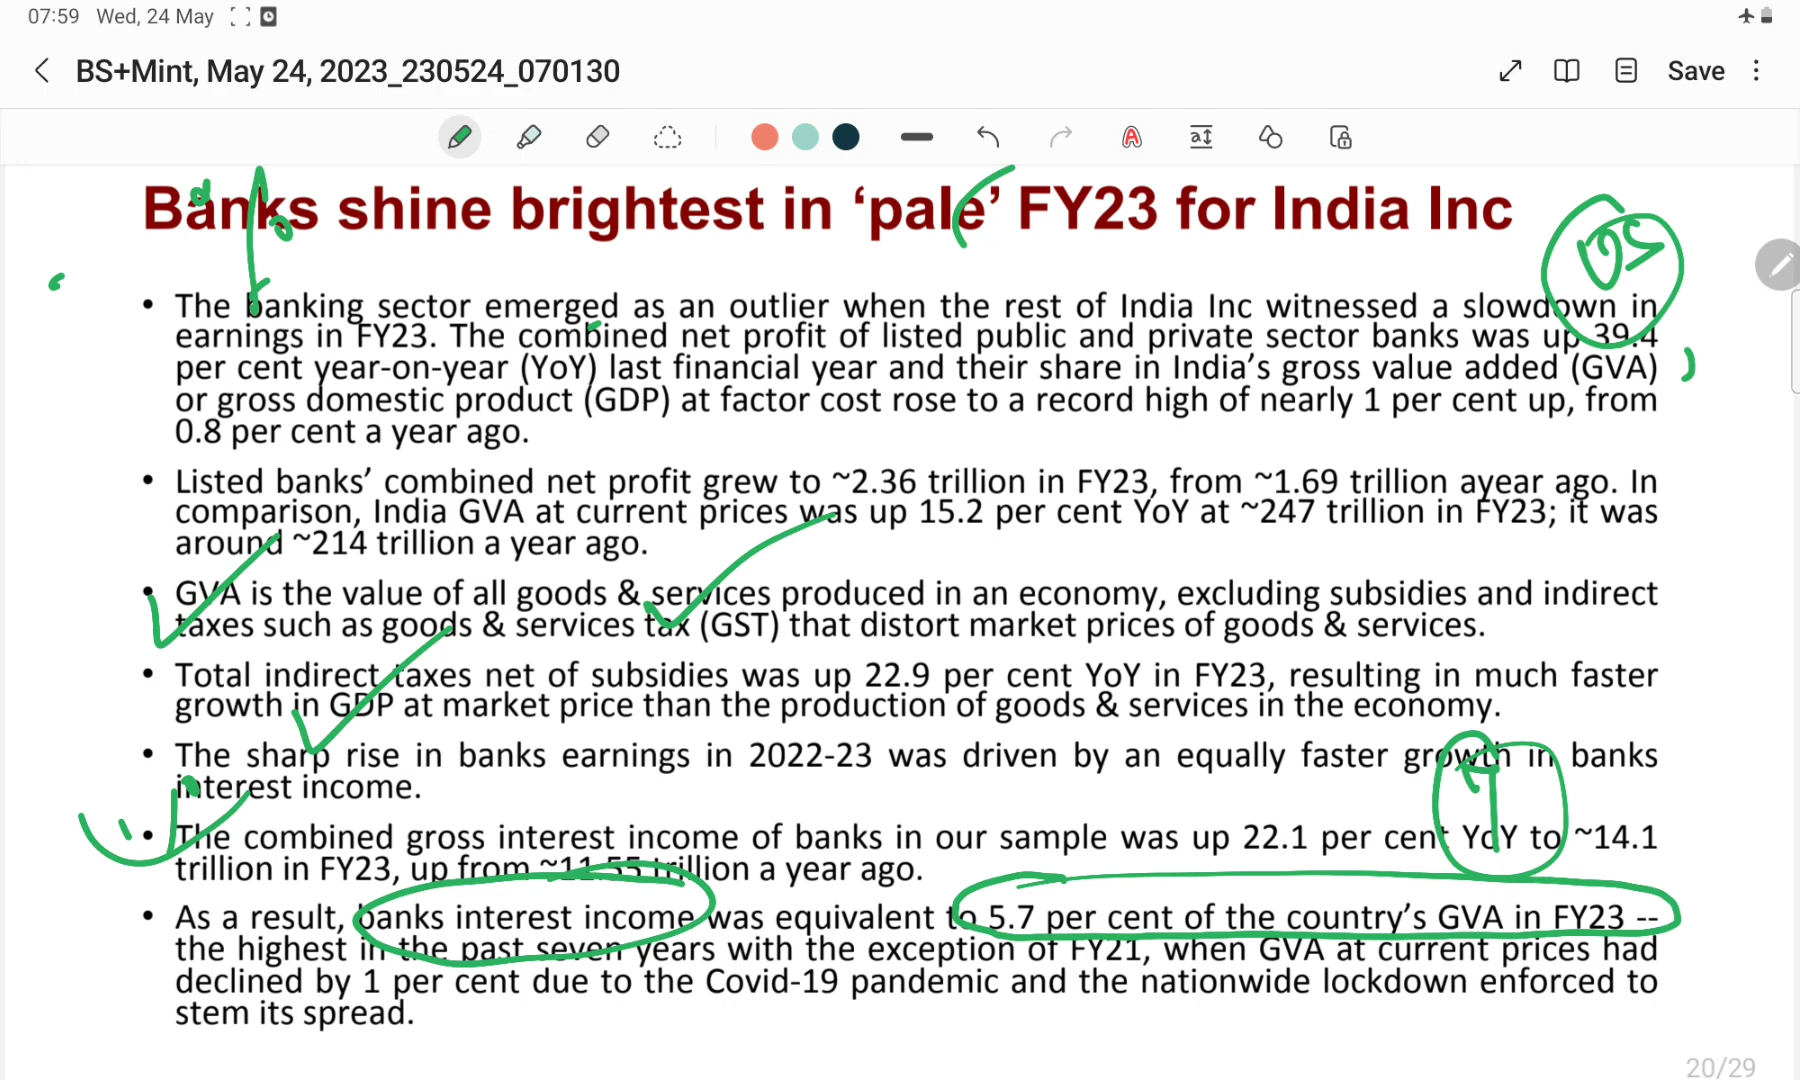 07:59 Wed, 24 May
BS+Mint, May 24, 2023_230524_070130
Save
Banks shine brightest in ‘pale’ FY23 for India Inc
• The banking sector emerged as an outlier when the rest of India Inc witnessed a slowdown in
earnings in FY23. The combined net profit of listed public and private sector banks was up 39.4
per cent year-on-year (YoY) last financial year and their share in India’s gross value added (GVA)
or gross domestic product (GDP) at factor cost rose to a record high of nearly 1 per cent up, from
0.8 per cent a year ago.
• Listed banks’ combined net profit grew to ~2.36 trillion in FY23, from ~1.69 trillion ayear ago. In
comparison, India GVA at current prices was up 15.2 per cent YoY at ~247 trillion in FY23; it was
around ~214 trillion a year ago.
• GVA is the value of all goods & services produced in an economy, excluding subsidies and indirect
taxes such as goods & services tax (GST) that distort market prices of goods & services.
• Total indirect taxes net of subsidies was up 22.9 per cent YoY in FY23, resulting in much faster
growth in GDP at market price than the production of goods & services in the economy.
• The sharp rise in banks earnings in 2022-23 was driven by an equally faster growth in banks
interest income.
• The combined gross interest income of banks in our sample was up 22.1 per cent YoY to ~14.1
trillion in FY23, up from ~11.55 trillion a year ago.
• As a result, banks interest income was equivalent to 5.7 per cent of the country’s GVA in FY23 --
the highest in the past seven years with the exception of FY21, when GVA at current prices had
declined by 1 per cent due to the Covid-19 pandemic and the nationwide lockdown enforced to
stem its spread.
20/29